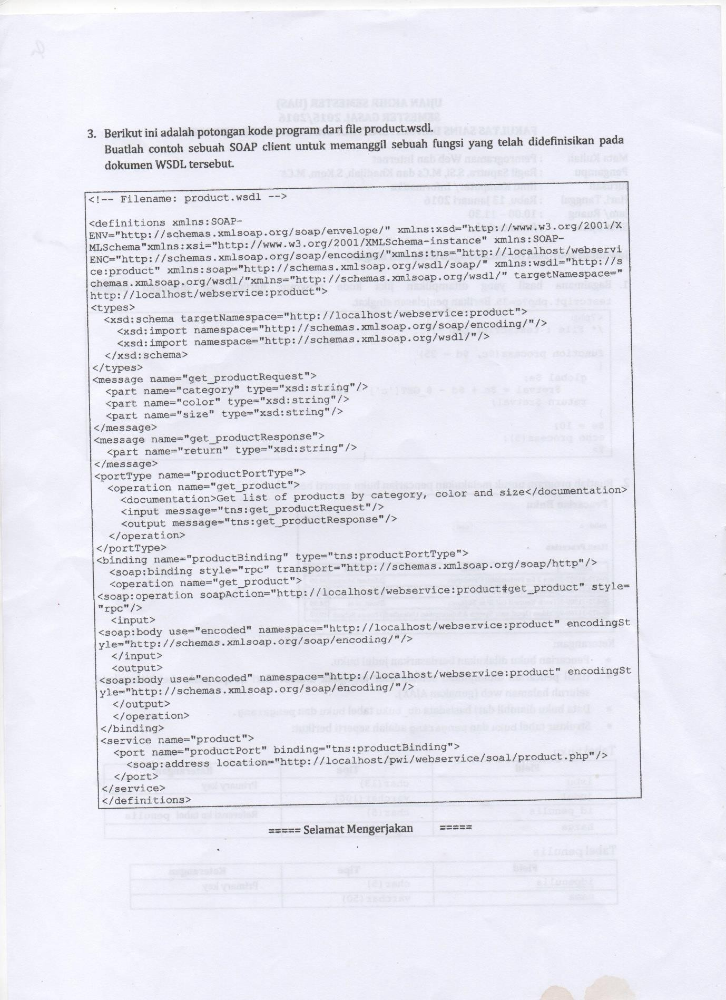 3. Berikut ini adalah potongan kode program dari file product.wsdl.
Buatlah contoh sebuah SOAP client untuk memanggil sebuah fungsi yang telah didefinisikan pada
dokumen WSDL tersebut.
<!-- Filename: product.wsdl -->
<definitions xmlns:SOAP-
ENV="http://schemas.xmlsoap.org/soap/envelope/" xmlns:xsd="http://www.w3.org/2001/X
MLSchema"xmlns:xsi="http://www.w3.org/2001/XMLSchema-instance" xmlns:SOAP-
ENC="http://schemas.xmlsoap.org/soap/encoding/"xmlns:tns="http://localhost/webservi
ce:product" xmlns:soap="http://schemas.xmlsoap.org/wsdl/soap/" xmlns:wsdl="http://s
chemas.xmlsoap.org/wsdl/"xmlns="http://schemas.xmlsoap.org/wsdl/" targetNamespace="
http://localhost/webservice:product">
<types>
<xsd:schema targetNamespace="http://localhost/webservice:product">
<xsd:import namespace="http://schemas.xmlsoap.org/soap/encoding/"/>
<xsd:import namespace="http://schemas.xmlsoap.org/wsdl/"/>
</xsd:schema>
</types>
<message name="get_productRequest">
<part name="category" type="xsd:string"/>
<part name="color" type="xsd:string"/>
<part name="size" type="xsd:string"/>
</message>
<message name="get_productResponse">
<part name="return" type="xsd:string"/>
</message>
<portType name="productPortType">
<operation name="get_product">
<documentation>Get list of products by category, color and size</documentation>
<input message="tns:get_productRequest"/>
<output message="tns:get_productResponse"/>
</operation>
</portType>
<binding name="productBinding" type="tns:productPortType">
<soap:binding style="rpc" transport="http://schemas.xmlsoap.org/soap/http"/>
<operation name="get_product">
<soap:operation soapAction="http://localhost/webservice:product#get_product" style=
"rpc"/>
<input>
<soap:body use="encoded" namespace="http://localhost/webservice:product" encodingSt
yle="http://schemas.xmlsoap.org/soap/encoding/"/>
</input>
<output>
<soap:body use="encoded" namespace="http://localhost/webservice:product" encodingSt
yle="http://schemas.xmlsoap.org/soap/encoding/"/>
</output>
</operation>
</binding>
<service name="product">
<port name="productPort" binding="tns:productBinding">
<soap:address location="http://localhost/pwi/webservice/soal/product.php"/>
</port>
</service>
</definitions>
===== Selamat Mengerjakan =====